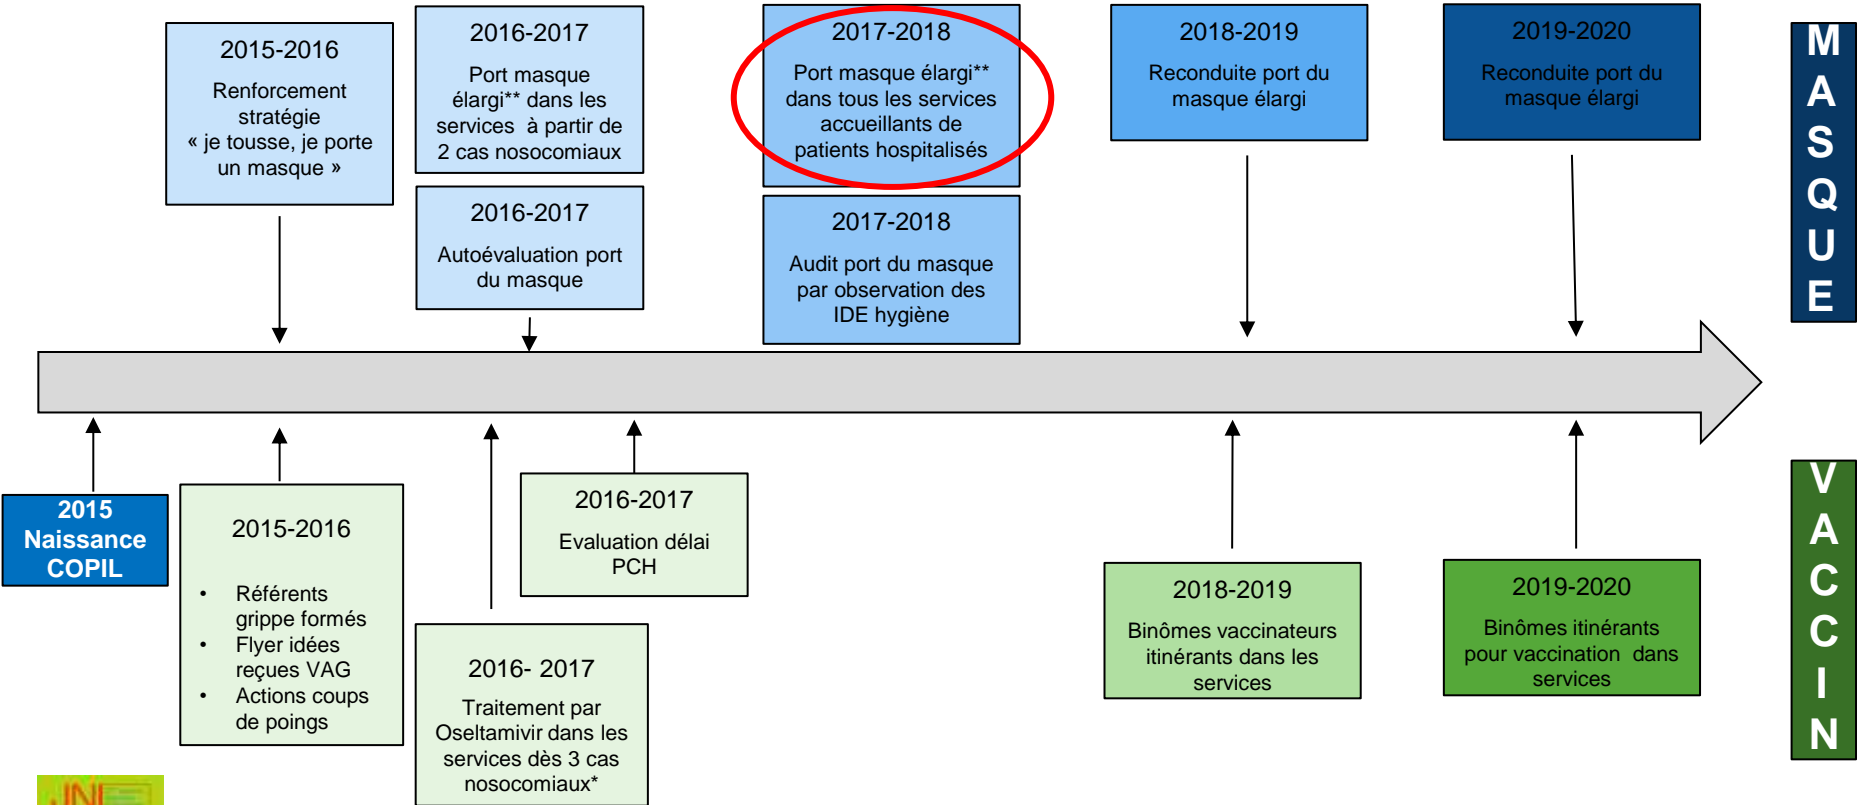 2015-2016
Renforcement
stratégie
« je tousse, je porte
un masque »
2016-2017
Port masque
élargi** dans les
services à partir de
2 cas nosocomiaux
2016-2017
Autoévaluation port
du masque
2017-2018
Port masque élargi**
dans tous les services
accueillants de
patients hospitalisés
2017-2018
Audit port du masque
par observation des
IDE hygiène
2018-2019
Reconduite port du
masque élargi
2019-2020
Reconduite port du
masque élargi
M
A
S
Q
U
E
2015
Naissance
COPIL
2015-2016
• Référents
grippe formés
• Flyer idées
reçues VAG
• Actions coups
de poings
2016- 2017
Traitement par
Oseltamivir dans les
services dès 3 cas
nosocomiaux*
2016-2017
Evaluation délai
PCH
2018-2019
Binômes vaccinateurs
itinérants dans les
services
2019-2020
Binômes itinérants
pour vaccination dans
services
V
A
C
C
I
N
JNI